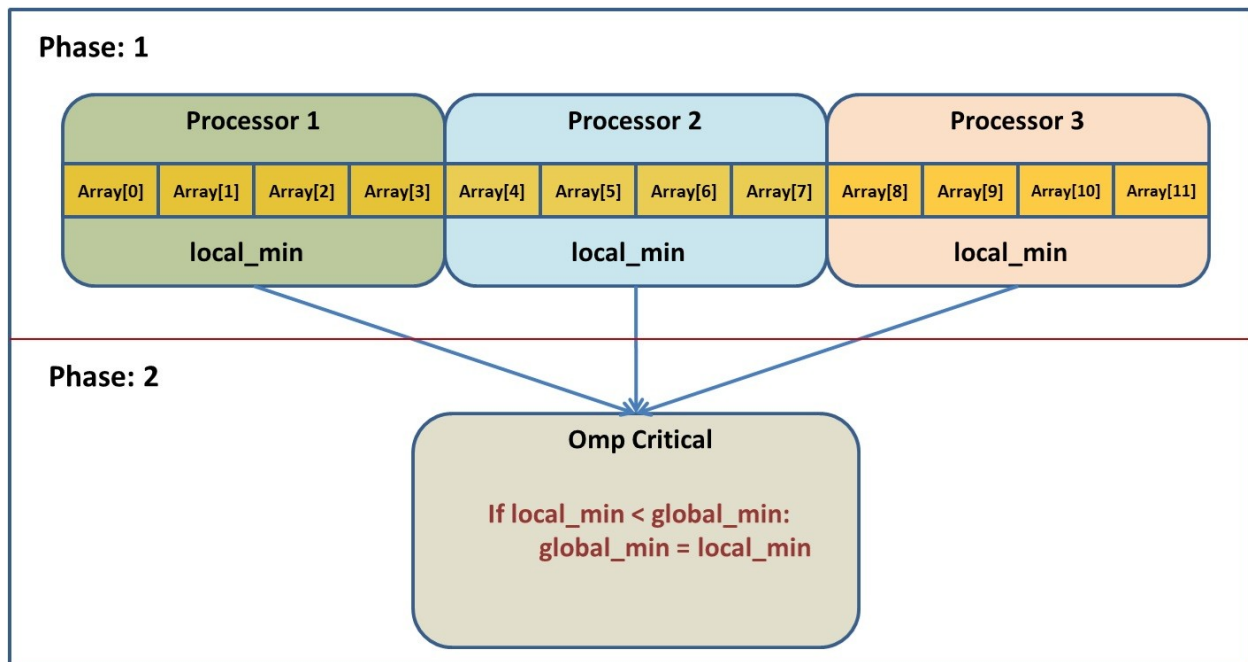 Phase: 1
Processor 1
Processor 2
Processor 3
Array[0] Array[1] Array[2] Array[3] Array[4] Array[5] Array[6] Array[7] Array[8] Array[9] Array[10] Array[11]
local_min
local_min
local_min
Phase: 2
Omp Critical
If local_min < global_min:
global_min = local_min